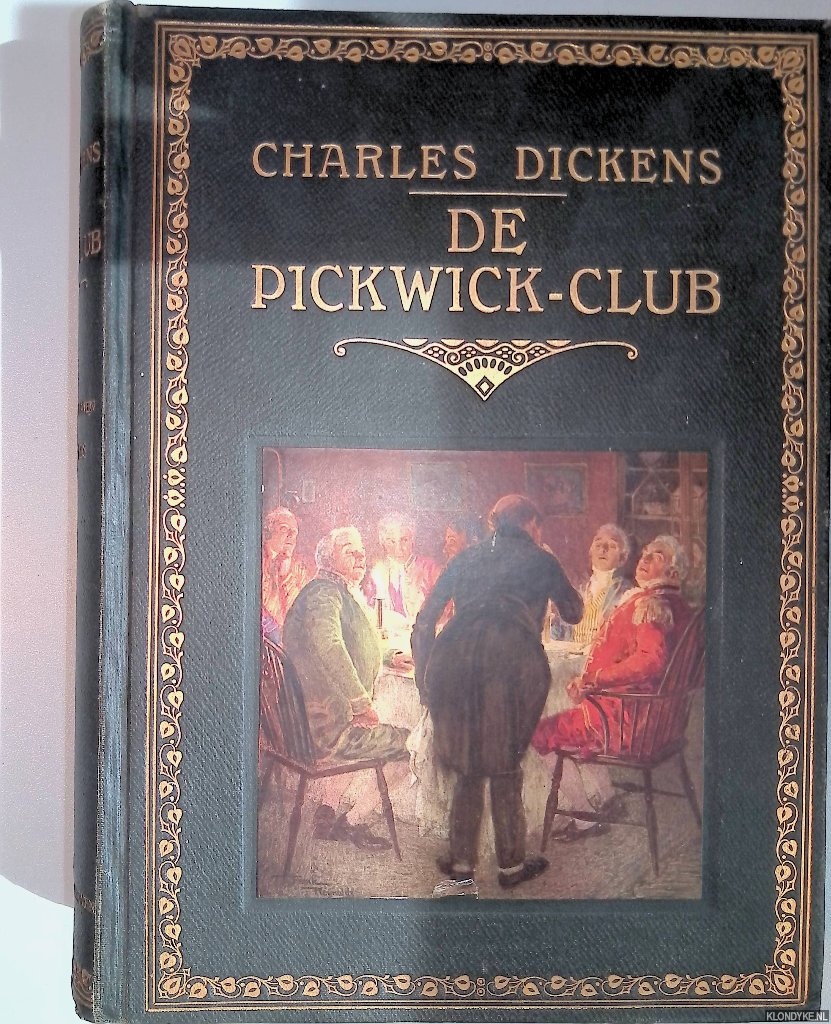 CHARLES DICKENS
DE
PICKWICK-CLUB
KLONDYKE.NL